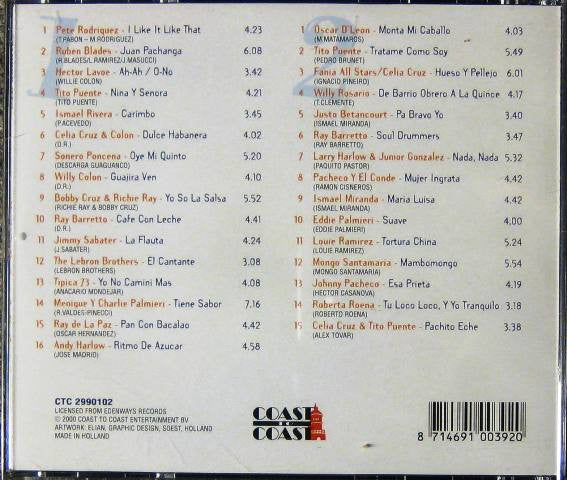 1
1 Pete Rodriquez - I Like It Like That 4.23
(T.PABON - M.RODRIGUEZ)
2 Ruben Blades - Juan Pachanga 6.08
(R.BLADES/L.RAMIREZ/J.MASUCCI)
3 Hector Lavoe - Ah-Ah / O-No 3.42
(WILLIE COLON)
4 Tito Puente - Nina Y Senora 4.21
(TITO PUENTE)
5 Ismael Rivera - Carimbo 3.45
(P.ACEVEDO)
6 Celia Cruz & Colon - Dulce Habanera 4.02
(D.R.)
7 Sonero Poncena - Oye Mi Quinto 5.20
(DESCARGA GUAGUANCO)
8 Willy Colon - Guajira Ven 4.10
(D.R.)
9 Bobby Cruz & Richie Ray - Yo So La Salsa 5.52
(RICHIE RAY & BOBBY CRUZ)
10 Ray Barretto - Cafe Con Leche 4.41
(D.R.)
11 Jimmy Sabater - La Flauta 4.24
(J.SABATER)
12 The Lebron Brothers - El Cantante 3.08
(LEBRON BROTHERS)
13 Tipica 73 - Yo No Camini Mas 4.08
(ANACARIO MONDEJAR)
14 Menique Y Charlie Palmieri - Tiene Sabor 7.16
(R.VALDES-PINECCI)
15 Ray de La Paz - Pan Con Bacalao 4.42
(OSCAR HERNANDEZ)
16 Andy Harlow - Ritmo De Azucar 4.58
(JOSE MADRID)
2
1 Oscar D'Leon - Monta Mi Caballo 4.03
(M.MATAMAROS)
2 Tito Puente - Tratame Como Soy 5.49
(PEDRO BRUNET)
3 Fania All Stars/Celia Cruz - Hueso Y Pellejo 6.01
(IGNACIO PINEIRO)
4 Willy Rosario - De Barrio Obrero A La Quince 4.17
(T.CLEMENTE)
5 Justo Betancourt - Pa Bravo Yo 3.40
(ISMAEL MIRANDA)
6 Ray Barretto - Soul Drummers 3.47
(RAY BARRETTO)
7 Larry Harlow & Junior Gonzalez - Nada, Nada 5.32
(PAQUITO PASTOR)
8 Pacheco Y El Conde - Mujer Ingrata 4.42
(RAMON CISNEROS)
9 Ismael Miranda - Maria Luisa 4.42
(ISMAEL MIRANDA)
10 Eddie Palmieri - Suave 4.00
(EDDIE PALMIERI)
11 Louie Ramirez - Tortura China 5.24
(LOUIE RAMIREZ)
12 Mongo Santamaria - Mambomongo 5.54
(MONGO SANTAMARIA)
13 Johnny Pacheco - Esa Prieta 4.19
(HECTOR CASANOVA)
14 Roberta Roena - Tu Loco Loco, Y Yo Tranquilo 3.18
(ROBERTO ROENA)
15 Celia Cruz & Tito Puente - Pachito Eche 3.38
(ALEX TOVAR)
CTC 2990102
LICENSED FROM EDENWAYS RECORDS
© 2000 COAST TO COAST ENTERTAINMENT BV
ARTWORK: ELIAN, GRAPHIC DESIGN, SOEST, HOLLAND
MADE IN HOLLAND
COAST
TO
COAST
8 714691 003920